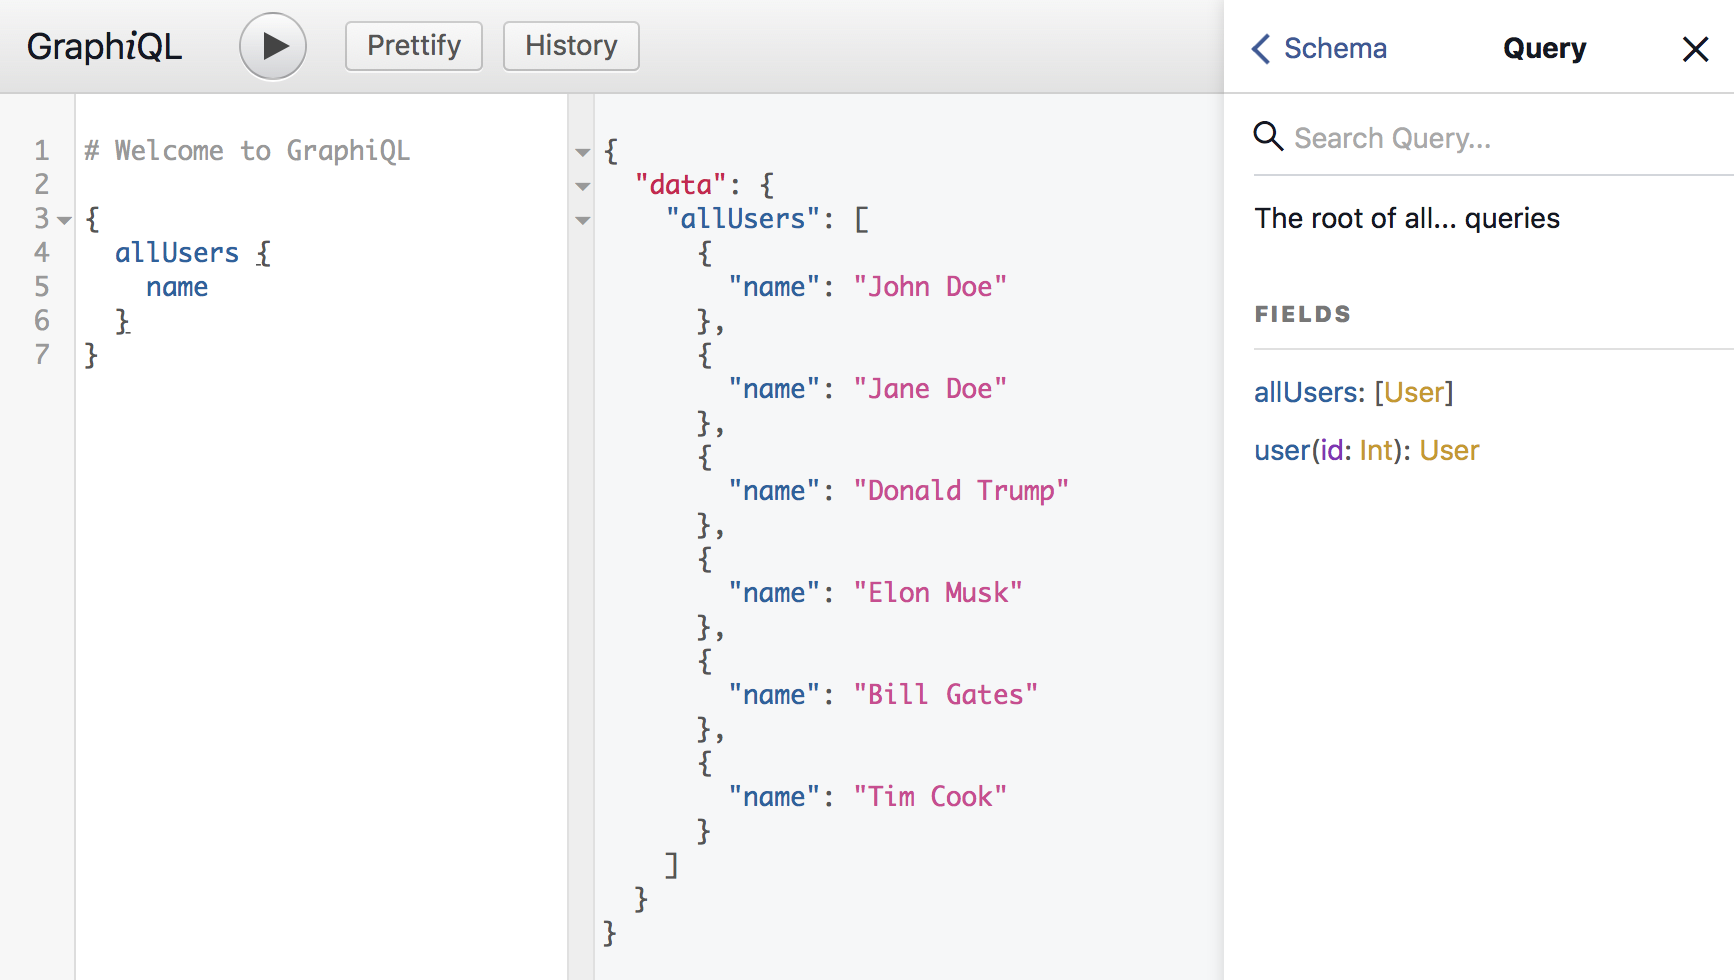 GraphiQL
Prettify
History
1 # Welcome to GraphiQL
2
3 {
4   allUsers {
5     name
6   }
7 }
{
  "data": {
    "allUsers": [
      {
        "name": "John Doe"
      },
      {
        "name": "Jane Doe"
      },
      {
        "name": "Donald Trump"
      },
      {
        "name": "Elon Musk"
      },
      {
        "name": "Bill Gates"
      },
      {
        "name": "Tim Cook"
      }
    ]
  }
}
Schema
Query
Search Query...
The root of all... queries
FIELDS
allUsers: [User]
user(id: Int): User